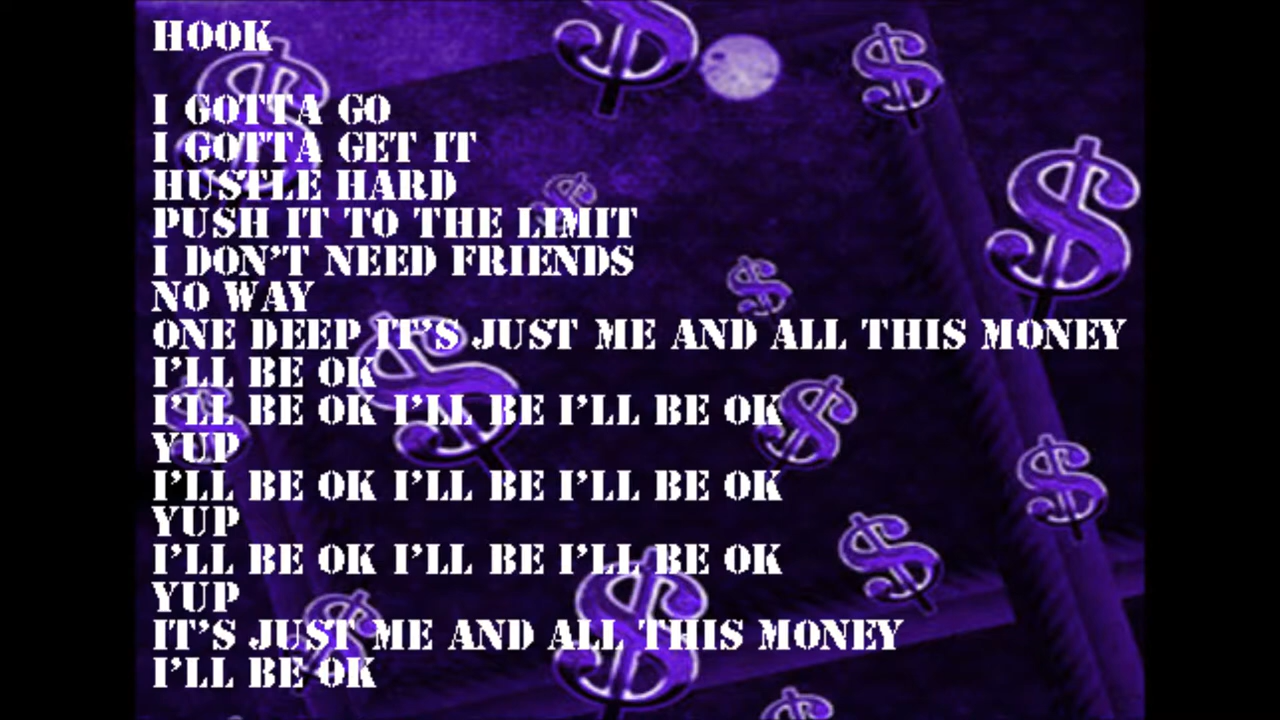 HOOK
I GOTTA GO
I GOTTA GET IT
HUSTLE HARD
PUSH IT TO THE LIMIT
I DON'T NEED FRIENDS
NO WAY
ONE DEEP IT'S JUST ME AND ALL THIS MONEY
I'LL BE OK
I'LL BE OK I'LL BE I'LL BE OK
YUP
I'LL BE OK I'LL BE I'LL BE OK
YUP
I'LL BE OK I'LL BE I'LL BE OK
YUP
IT'S JUST ME AND ALL THIS MONEY
I'LL BE OK